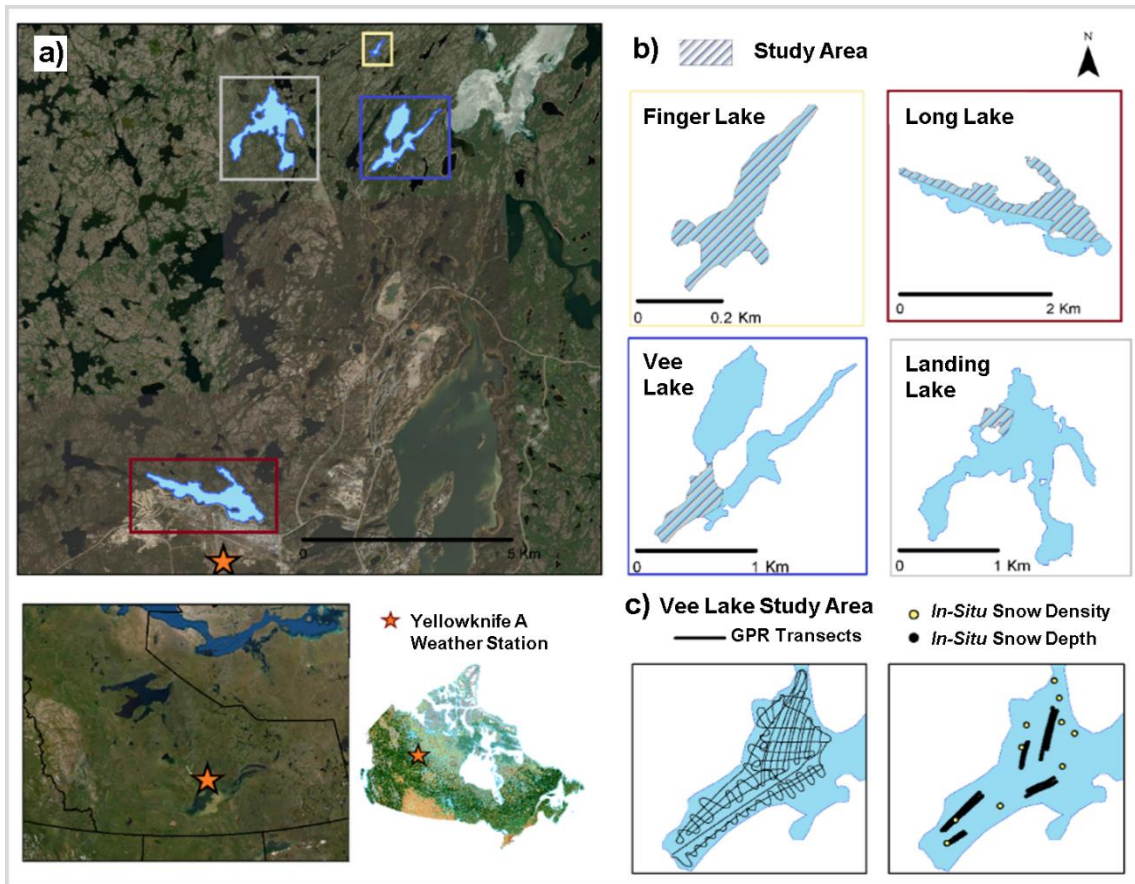 a)
0
5 Km
b)
Study Area
N
Finger Lake
0
0.2 Km
Long Lake
0
2 Km
Vee
Lake
0
1 Km
Landing
Lake
0
1 Km
Yellowknife A
Weather Station
c) Vee Lake Study Area
GPR Transects
In-Situ Snow Density
In-Situ Snow Depth